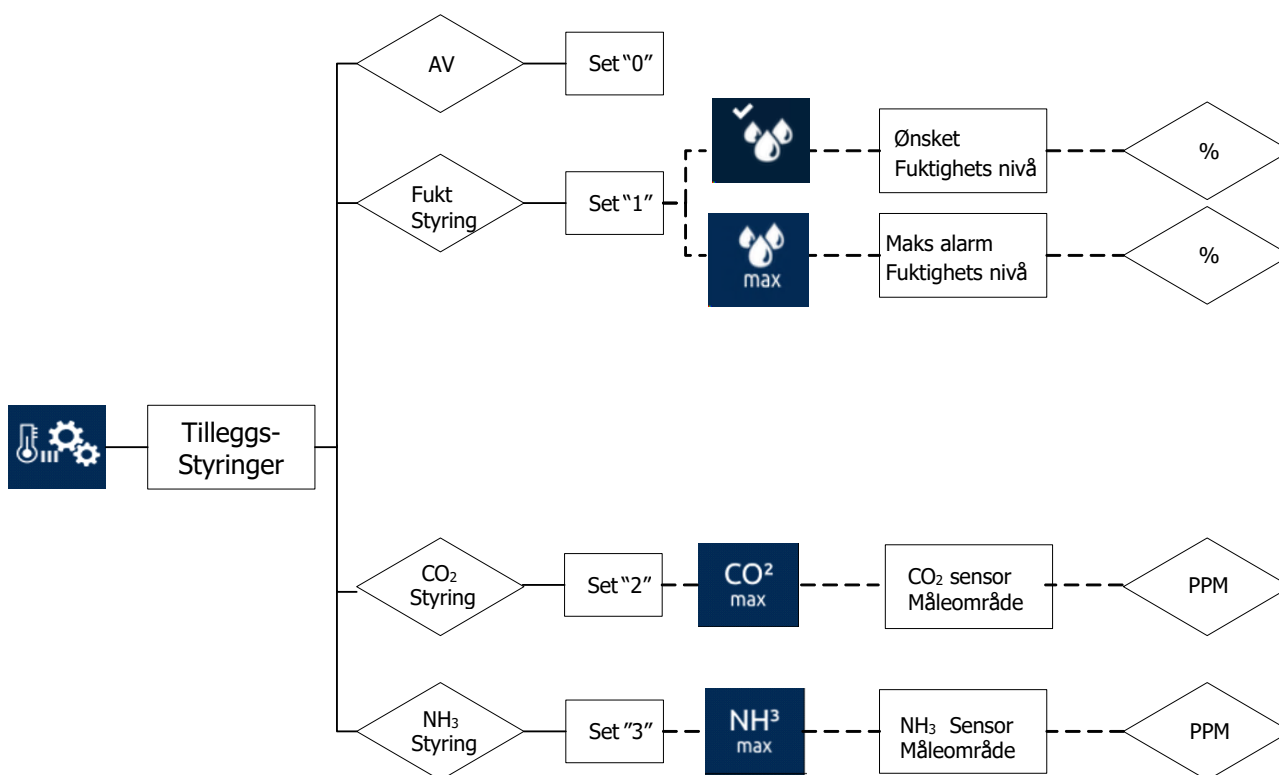 AV
Set “0”
Fukt
Styring
Set “1”
Ønsket
Fuktighets nivå
%
max
Maks alarm
Fuktighets nivå
%
Tilleggs-
Styringer
CO₂
Styring
Set “2”
CO²
max
CO₂ sensor
Måleområde
PPM
NH₃
Styring
Set ”3”
NH³
max
NH₃ Sensor
Måleområde
PPM